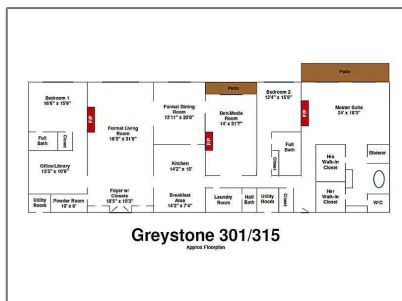 Patio
Patio
Bedroom 1
16'6" x 15'9"
Formal Dining
Room
13'11" x 20'6"
Bedroom 2
12'4" x 15'8"
Master Suite
24' x 18'3"
F/P
Formal Living
Room
18'5" x 31'6"
Den/Media
Room
14' x 21'7"
F/P
F/P
Full
Bath
Closet
Full
Bath
Office/Library
13'5" x 10'6"
Kitchen
14'2" x 15'
Closet
His
Walk-in
Closet
Shower
Utility
Room
Powder Room
10' x 6'
Foyer w/
Closets
18'5" x 10'3"
Breakfast
Area
14'2" x 7'4"
Laundry
Room
Half
Bath
Utility
Room
Closet
Her
Walk-in
Closet
W/C
Greystone 301/315
Approx Floorplan